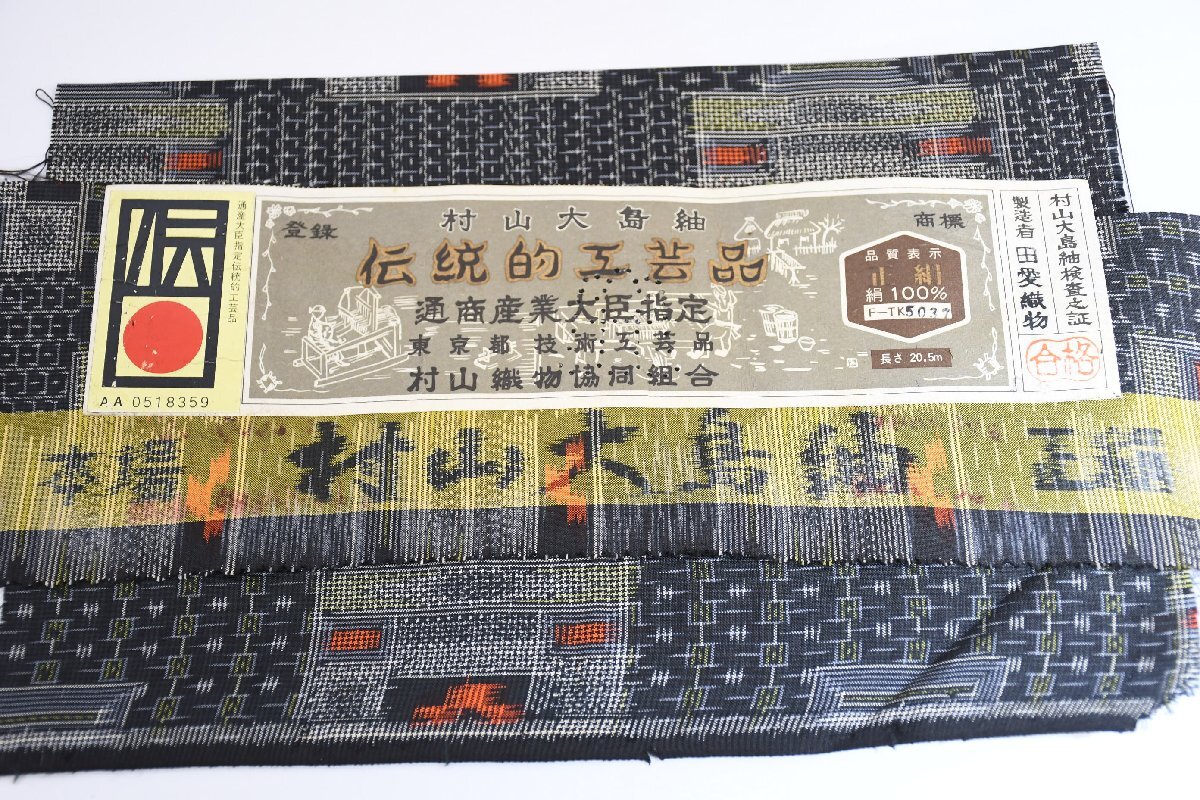 伝
通産大臣指定伝統的工芸品
AA 0518359
登録
村山大島紬
商標
伝統的工芸品
通商産業大臣指定
東京都技術工芸品
村山織物協同組合
品質表示
正絹
絹100%
F-TK5037
長さ 20.5m
村山大島紬検査之証
製造者 田愛織物
合格
本場 村山大島紬 正絹